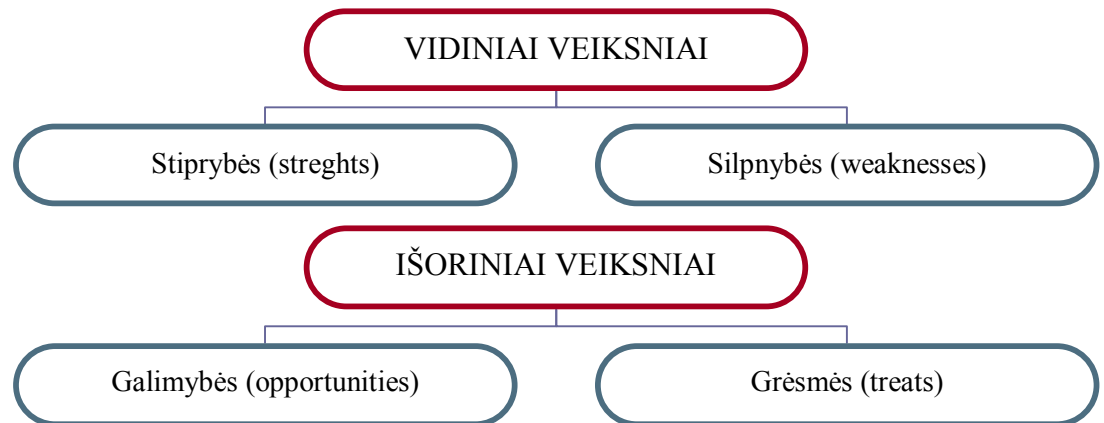 VIDINIAI VEIKSNIAI
Stiprybės (streghts)
Silpnybės (weaknesses)
IŠORINIAI VEIKSNIAI
Galimybės (opportunities)
Grėsmės (treats)